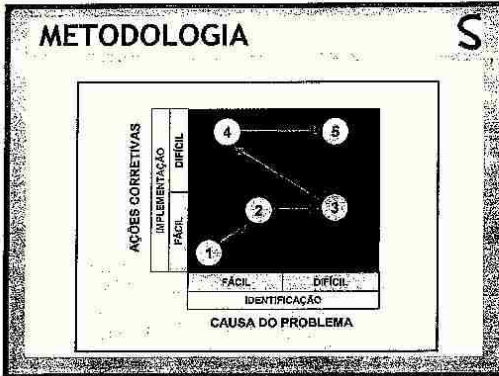 METODOLOGIA S
AÇÕES CORRETIVAS
IMPLEMENTAÇÃO
DIFÍCIL
FÁCIL
4 5
2 3
1
FÁCIL DIFÍCIL
IDENTIFICAÇÃO
CAUSA DO PROBLEMA